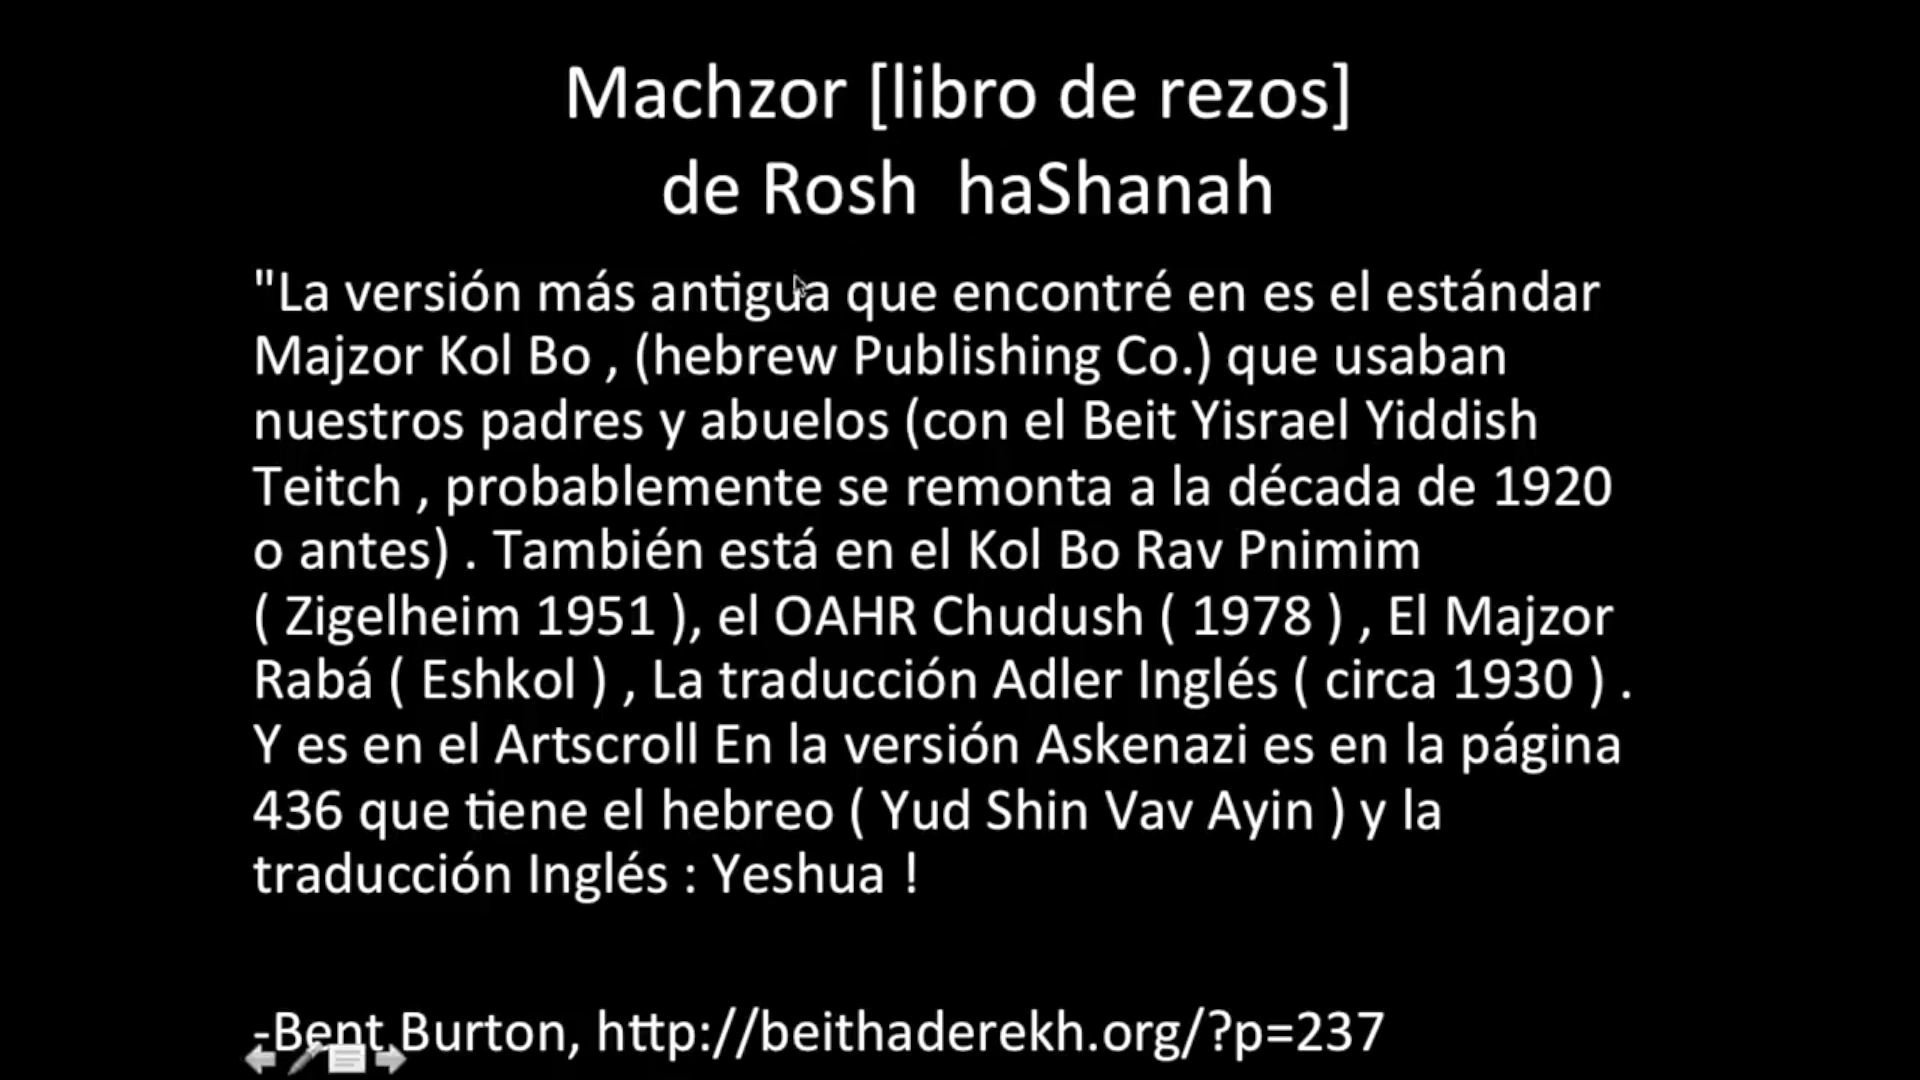 Machzor [libro de rezos]
de Rosh  haShanah
"La versión más antigua que encontré en es el estándar
Majzor Kol Bo , (hebrew Publishing Co.) que usaban
nuestros padres y abuelos (con el Beit Yisrael Yiddish
Teitch , probablemente se remonta a la década de 1920
o antes) . También está en el Kol Bo Rav Pnimim
( Zigelheim 1951 ), el OAHR Chudush ( 1978 ) , El Majzor
Rabá ( Eshkol ) , La traducción Adler Inglés ( circa 1930 ) .
Y es en el Artscroll En la versión Askenazi es en la página
436 que tiene el hebreo ( Yud Shin Vav Ayin ) y la
traducción Inglés : Yeshua !
-Bent Burton, http://beithaderekh.org/?p=237